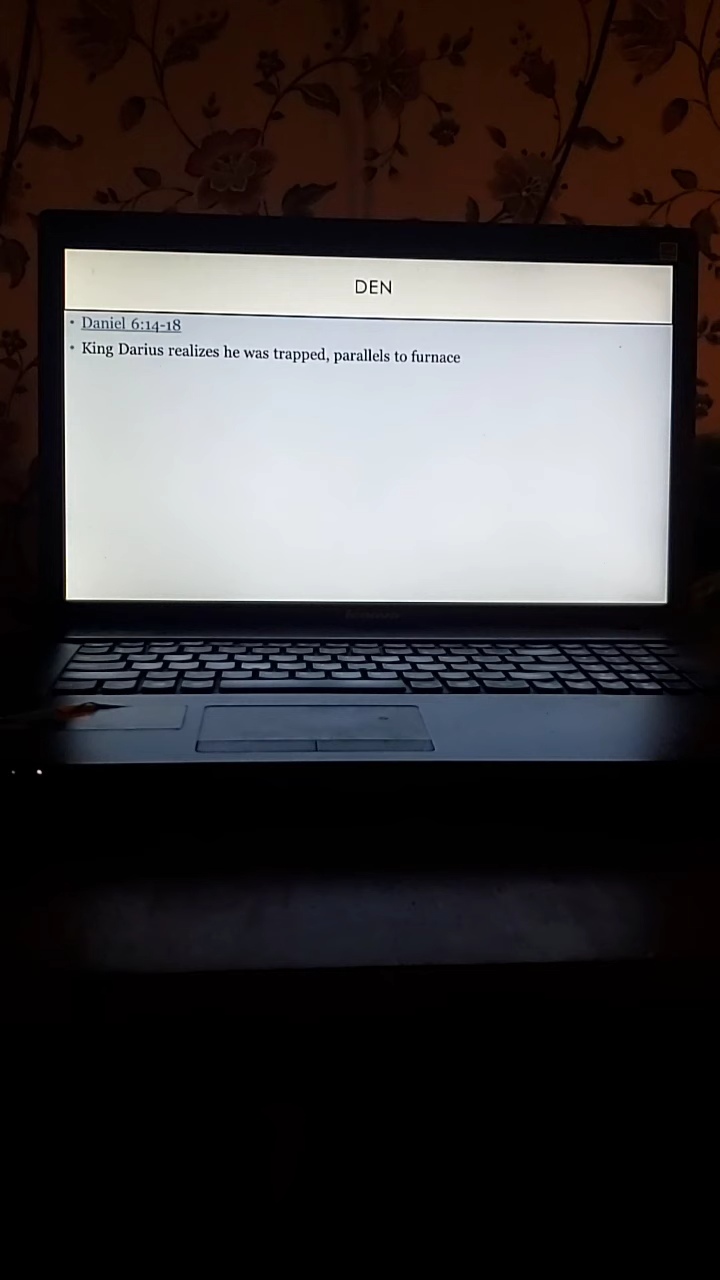 DEN
• Daniel 6:14-18
• King Darius realizes he was trapped, parallels to furnace